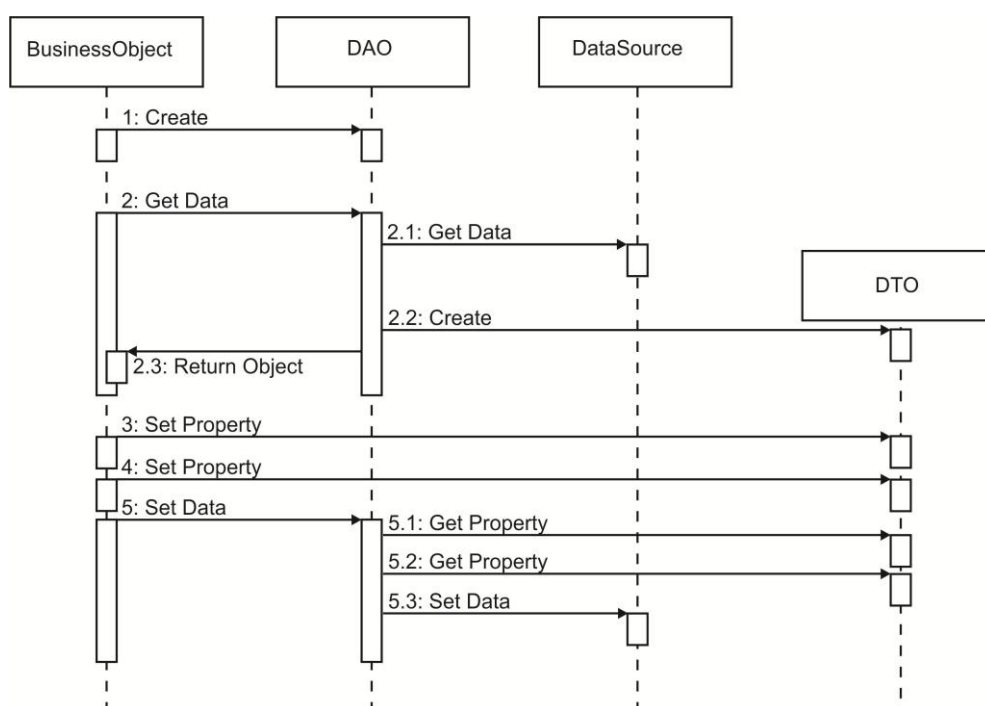 BusinessObject
DAO
DataSource
1: Create
2: Get Data
2.1: Get Data
DTO
2.2: Create
2.3: Return Object
3: Set Property
4: Set Property
5: Set Data
5.1: Get Property
5.2: Get Property
5.3: Set Data